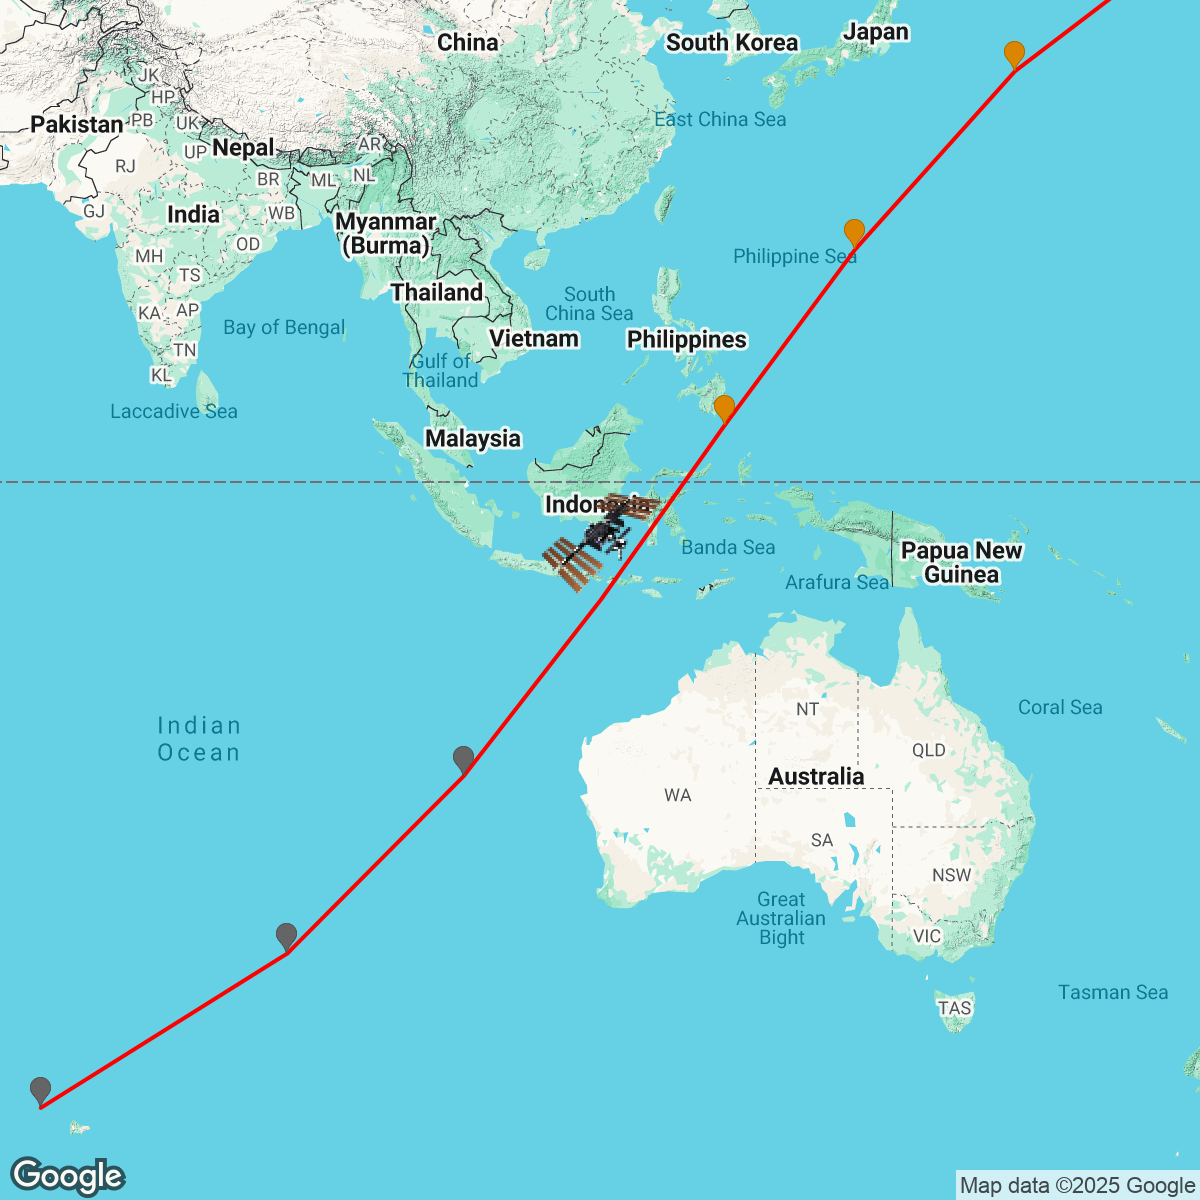 China
South Korea
Japan
JK
HP
Pakistan
PB
UK
East China Sea
Nepal
UP
AR
RJ
BR
ML
NL
GJ
India
WB
Myanmar
(Burma)
OD
MH
TS
Philippine Sea
Thailand
South
China Sea
KA
AP
Bay of Bengal
Vietnam
Philippines
TN
Gulf of
Thailand
KL
Laccadive Sea
Malaysia
Indonesia
Banda Sea
Papua New
Guinea
Arafura Sea
Indian
Ocean
NT
Coral Sea
QLD
Australia
WA
SA
NSW
Great
Australian
Bight
VIC
Tasman Sea
TAS
Google
Map data ©2025 Google